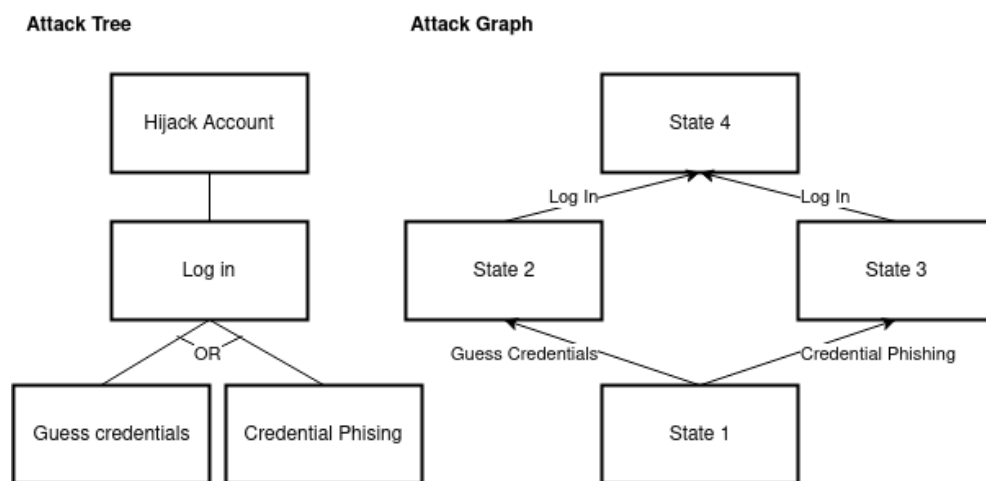 Attack Tree
Attack Graph
Hijack Account
State 4
Log In
Log In
Log in
State 2
State 3
OR
Guess Credentials
Credential Phishing
Guess credentials
Credential Phising
State 1